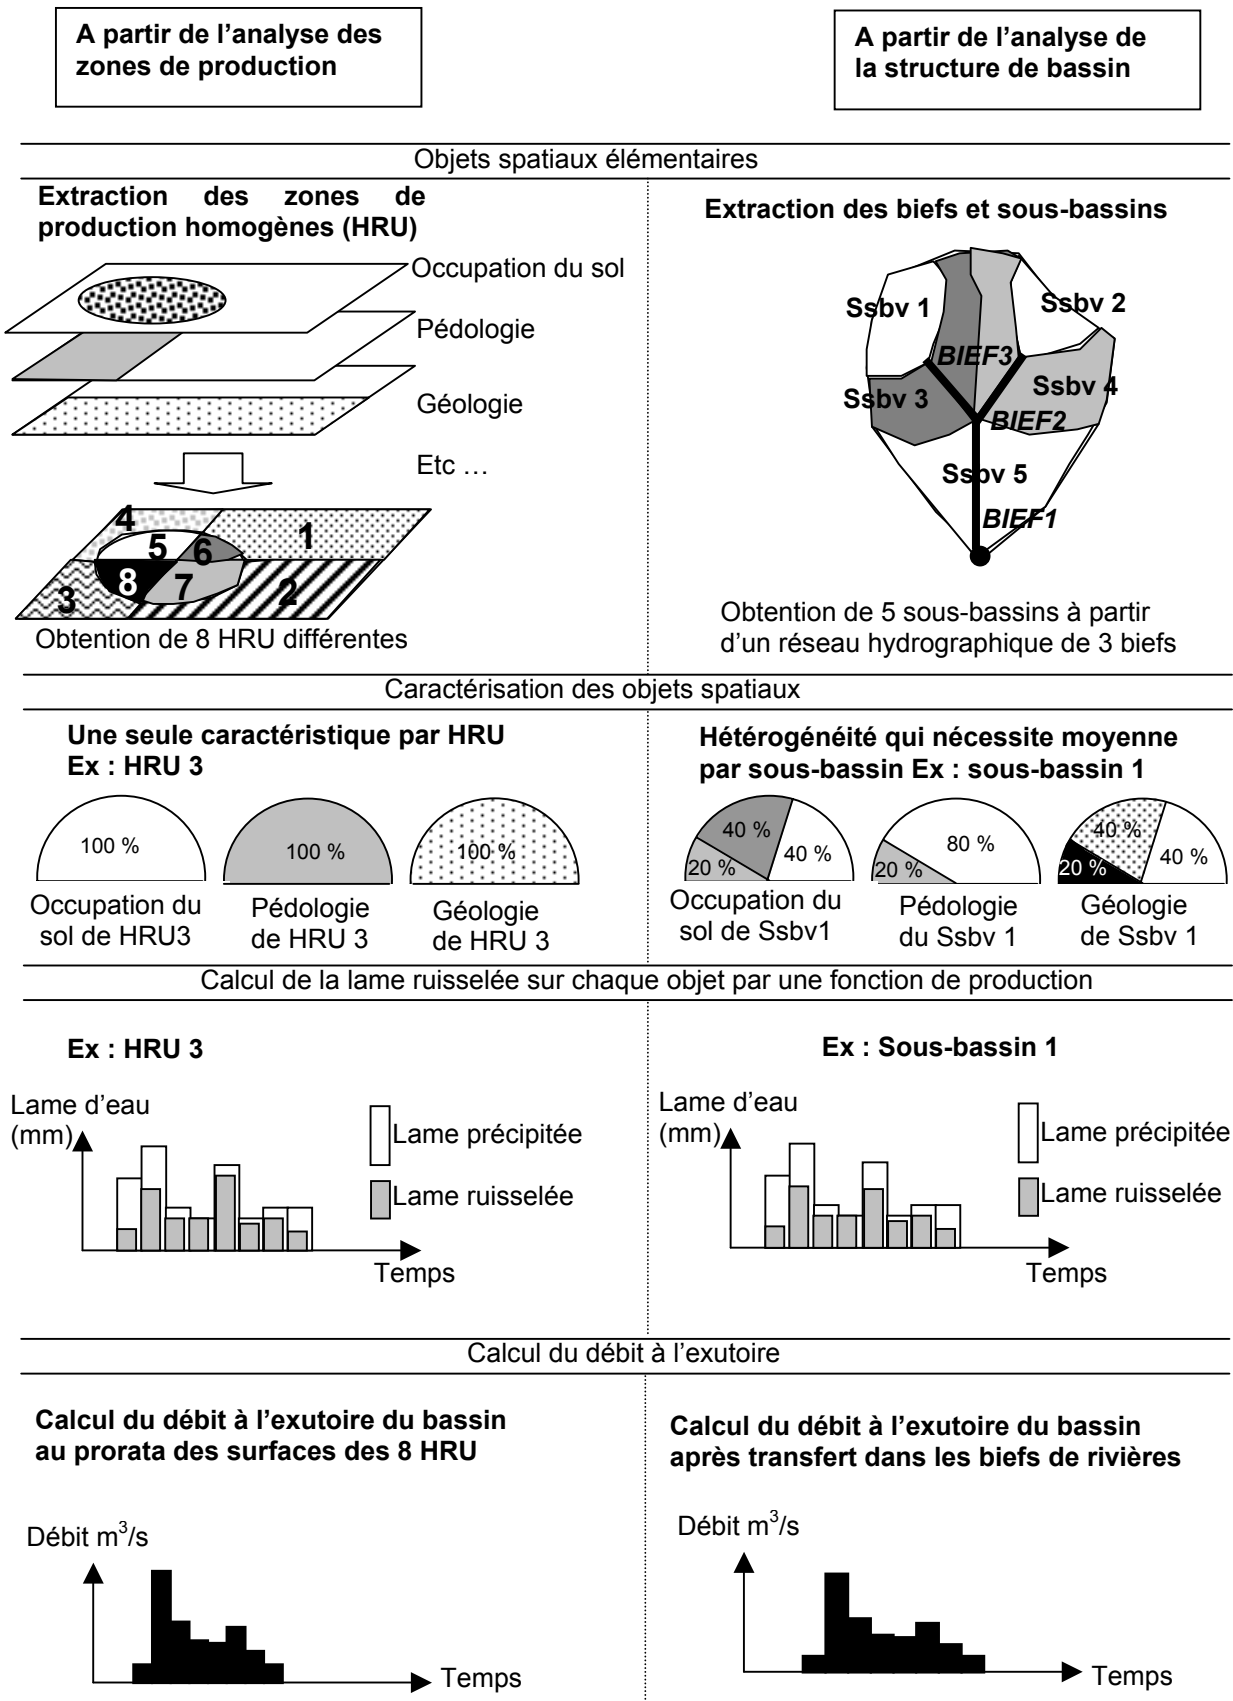 A partir de l'analyse des
zones de production
A partir de l'analyse de
la structure de bassin
Objets spatiaux élémentaires
Extraction des zones de
production homogènes (HRU)
Occupation du sol
Pédologie
Géologie
Etc …
4
1
5
6
8
7
3
2
Obtention de 8 HRU différentes
Extraction des biefs et sous-bassins
Ssbv 1
Ssbv 2
BIEF3
Ssbv 3
Ssbv 4
BIEF2
Ssbv 5
BIEF1
Obtention de 5 sous-bassins à partir
d'un réseau hydrographique de 3 biefs
Caractérisation des objets spatiaux
Une seule caractéristique par HRU
Ex : HRU 3
100 %
100 %
100 %
Occupation du
sol de HRU3
Pédologie
de HRU 3
Géologie
de HRU 3
Hétérogénéité qui nécessite moyenne
par sous-bassin Ex : sous-bassin 1
40 %
20 %
40 %
80 %
20 %
40 %
20 %
40 %
Occupation du
sol de Ssbv1
Pédologie
du Ssbv 1
Géologie
de Ssbv 1
Calcul de la lame ruisselée sur chaque objet par une fonction de production
Ex : HRU 3
Lame d'eau
(mm)
Lame précipitée
Lame ruisselée
Temps
Ex : Sous-bassin 1
Lame d'eau
(mm)
Lame précipitée
Lame ruisselée
Temps
Calcul du débit à l'exutoire
Calcul du débit à l'exutoire du bassin
au prorata des surfaces des 8 HRU
Débit m³/s
Temps
Calcul du débit à l'exutoire du bassin
après transfert dans les biefs de rivières
Débit m³/s
Temps